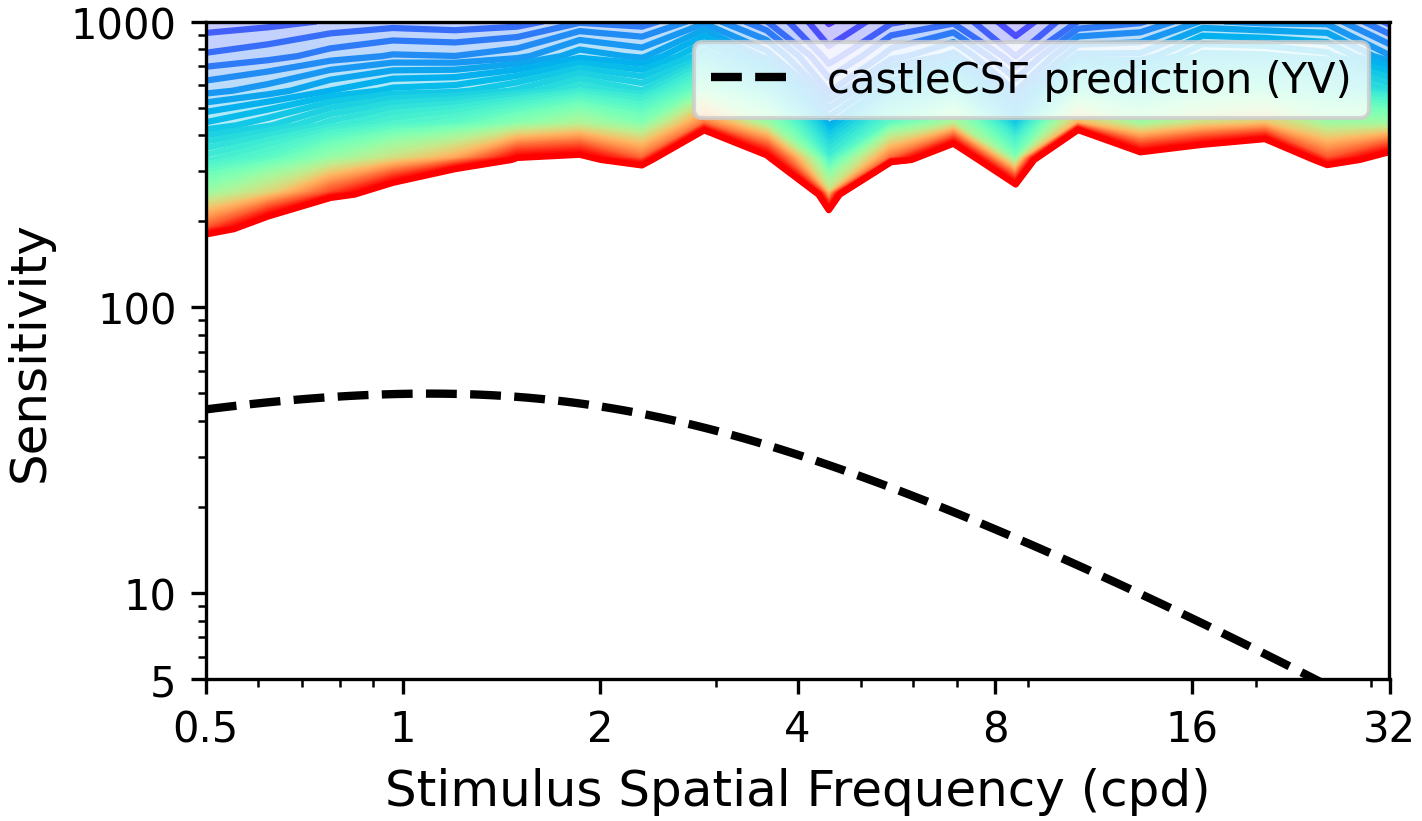 1000
100
10
5
Sensitivity
castleCSF prediction (YV)
0.5 1 2 4 8 16 32
Stimulus Spatial Frequency (cpd)